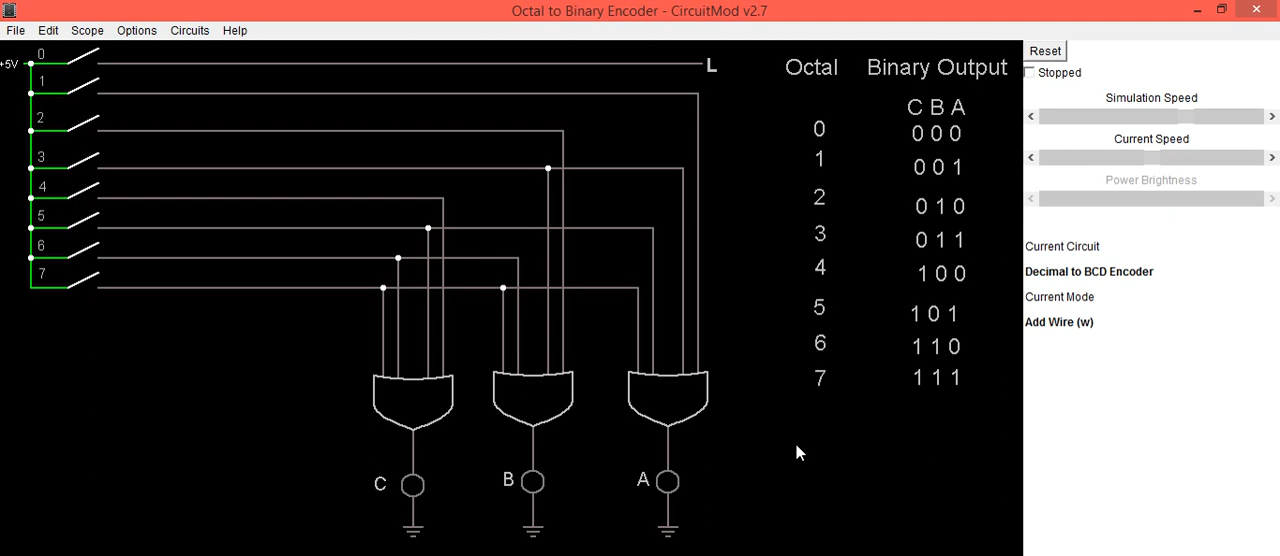 Octal to Binary Encoder - CircuitMod v2.7
File Edit Scope Options Circuits Help
+5V
0
1
2
3
4
5
6
7
L
C
B
A
Octal Binary Output
C B A
0 0 0 0
1 0 0 1
2 0 1 0
3 0 1 1
4 1 0 0
5 1 0 1
6 1 1 0
7 1 1 1
Reset
Stopped
Simulation Speed
Current Speed
Power Brightness
Current Circuit
Decimal to BCD Encoder
Current Mode
Add Wire (w)